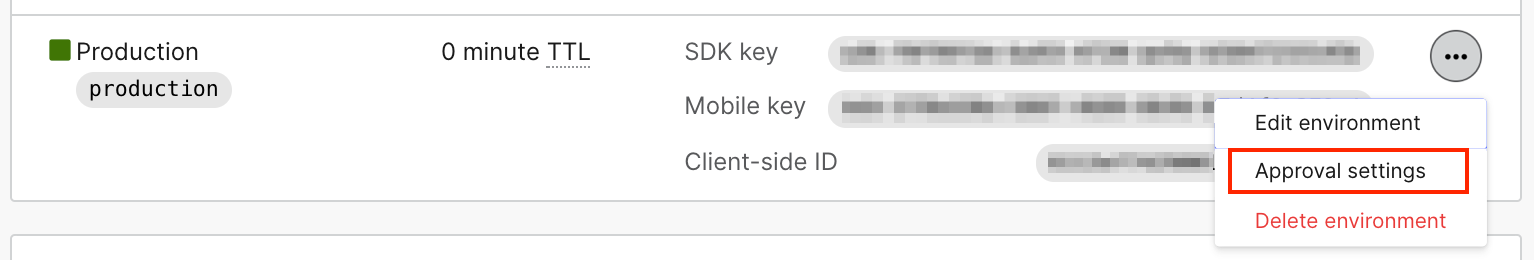 Production
production
0 minute TTL
SDK key
Mobile key
Client-side ID
Edit environment
Approval settings
Delete environment